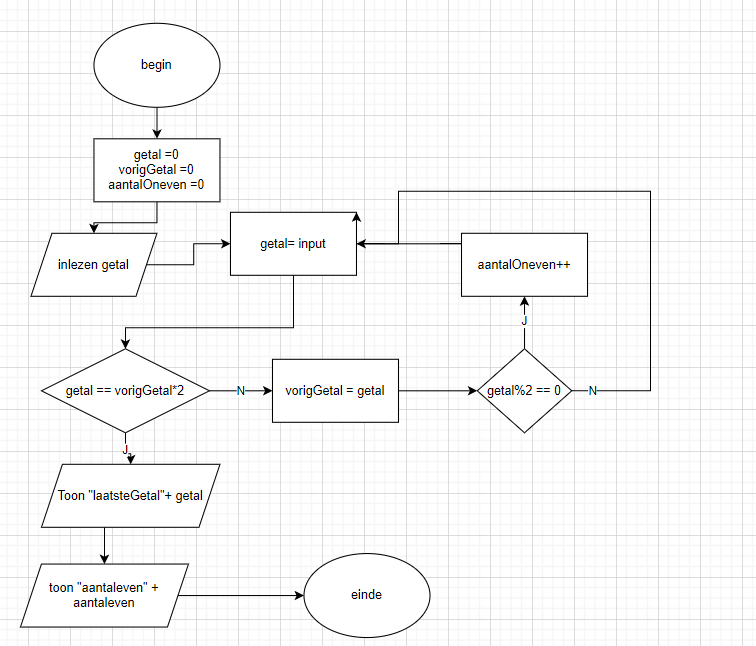 begin
getal =0
vorigGetal =0
aantalOneven =0
inlezen getal
getal= input
aantalOneven++
J
getal == vorigGetal*2
N
vorigGetal = getal
getal%2 == 0
N
J
Toon "laatsteGetal"+ getal
toon "aantaleven" +
aantaleven
einde